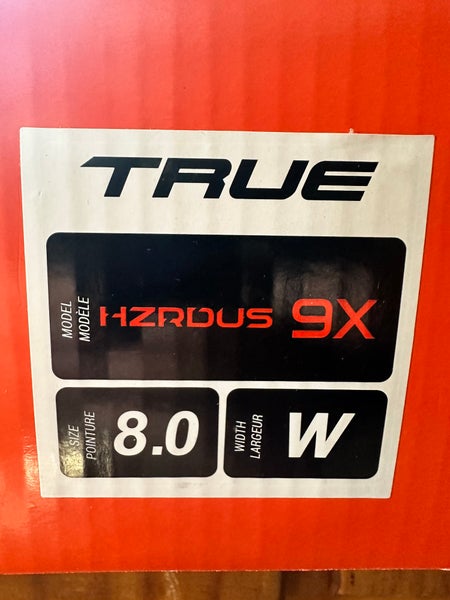 TRUE
MODEL
MODÈLE
HZRDUS 9X
SIZE
POINTURE
8.0
WIDTH
LARGEUR
W